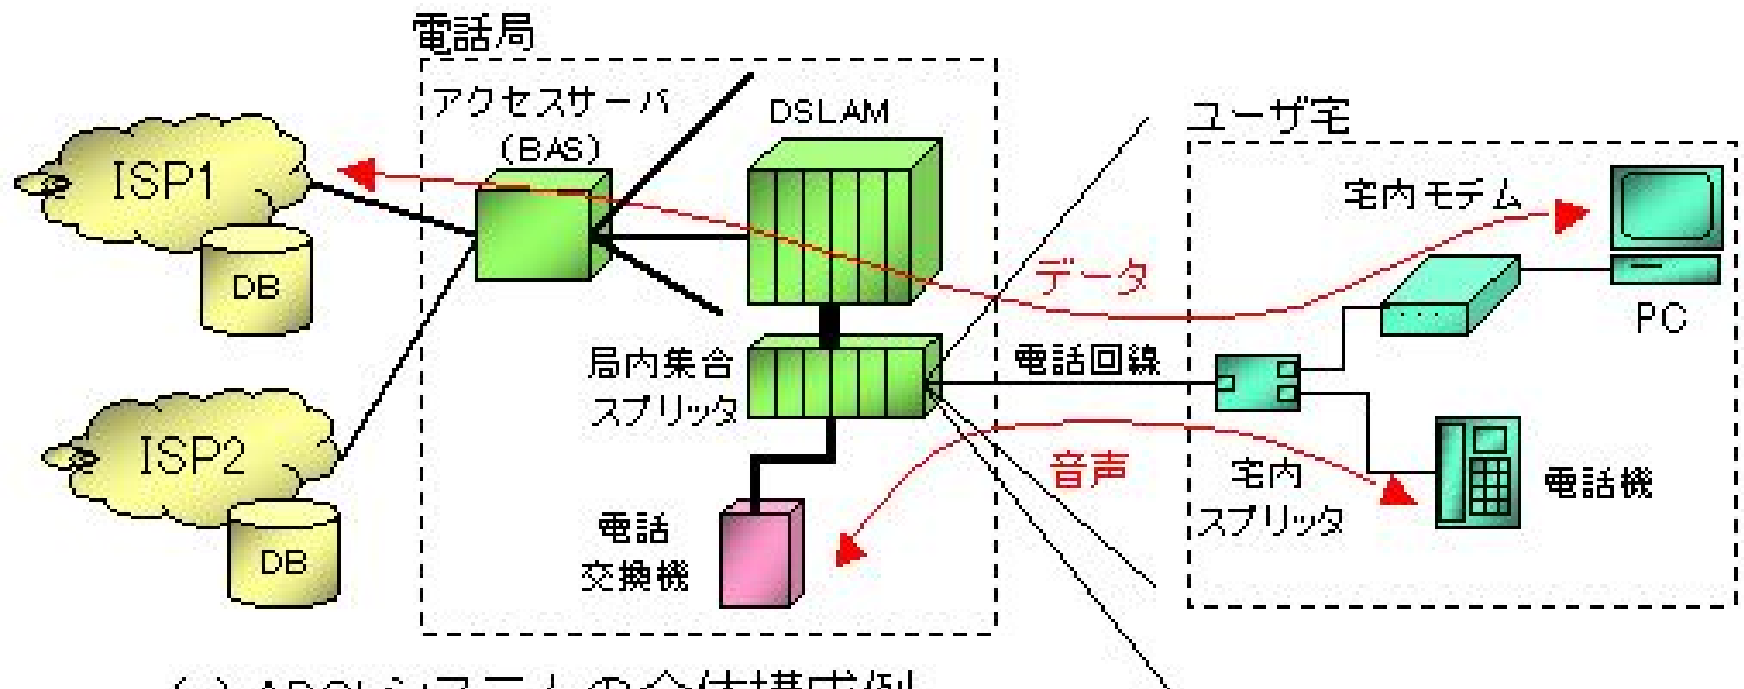 電話局
アクセスサーバ
(BAS)
DSLAM
ユーザ宅
ISP1
DB
宅内モデム
データ
PC
局内集合
スプリッタ
電話回線
ISP2
DB
音声
宅内
スプリッタ
電話機
電話
交換機